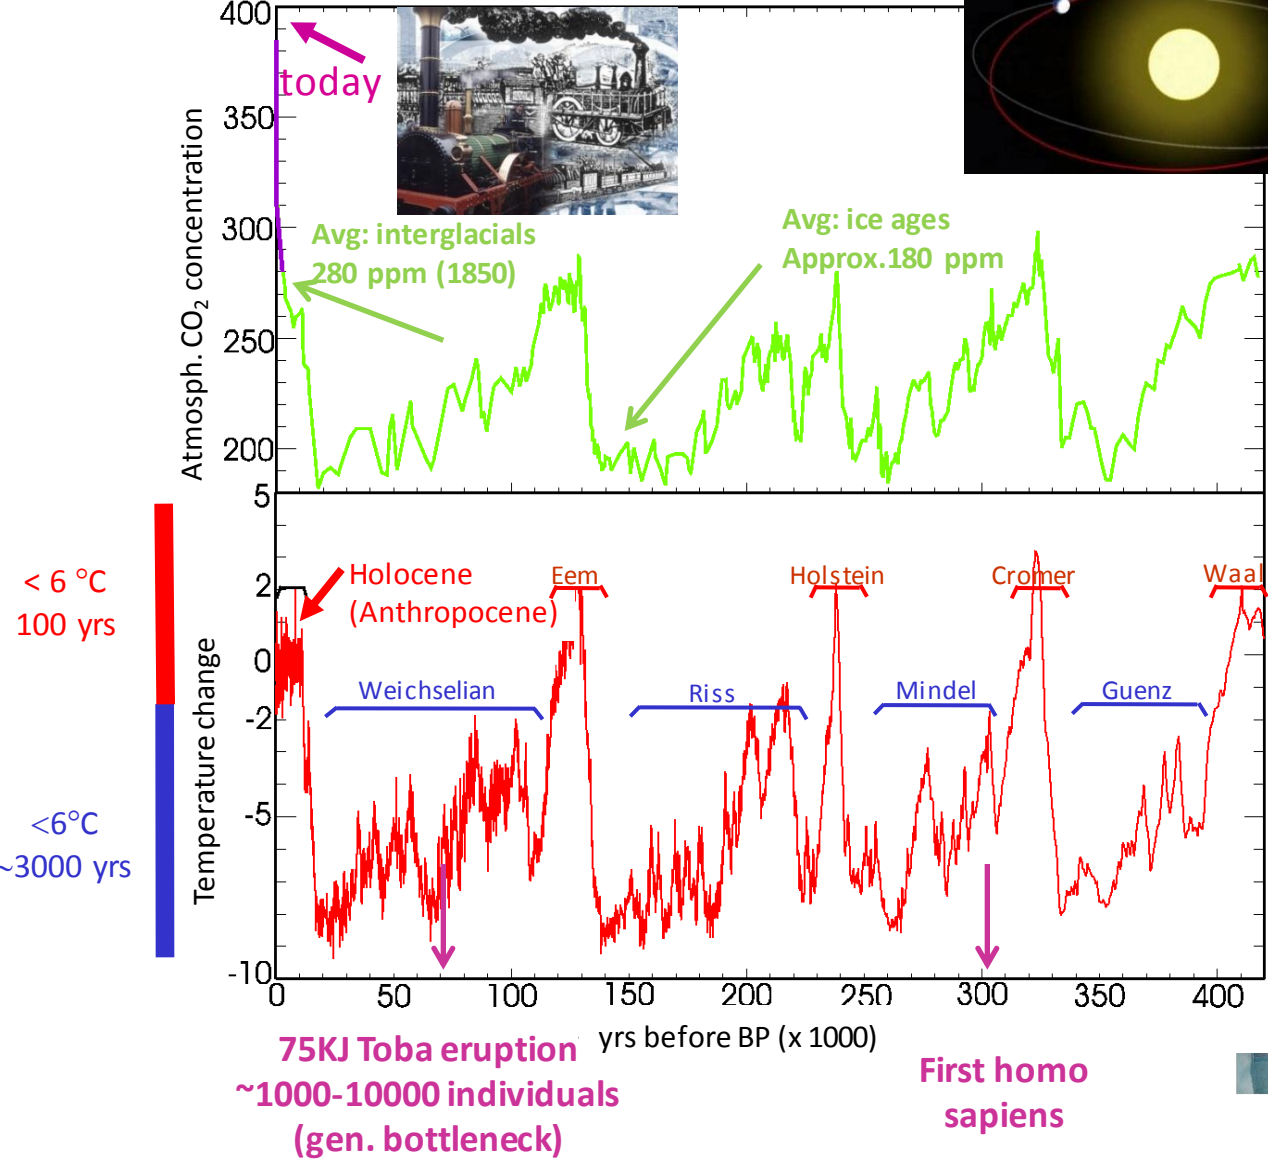 400
today
350
300
250
200
Atmosph. CO₂ concentration
Avg: interglacials
280 ppm (1850)
Avg: ice ages
Approx.180 ppm
5
2
0
-2
-5
-10
Temperature change
< 6 °C
100 yrs
<6°C
~3000 yrs
Holocene
(Anthropocene)
Eem
Holstein
Cromer
Waal
Weichselian
Riss
Mindel
Guenz
0 50 100 150 200 250 300 350 400
yrs before BP (x 1000)
75KJ Toba eruption
~1000-10000 individuals
(gen. bottleneck)
First homo
sapiens